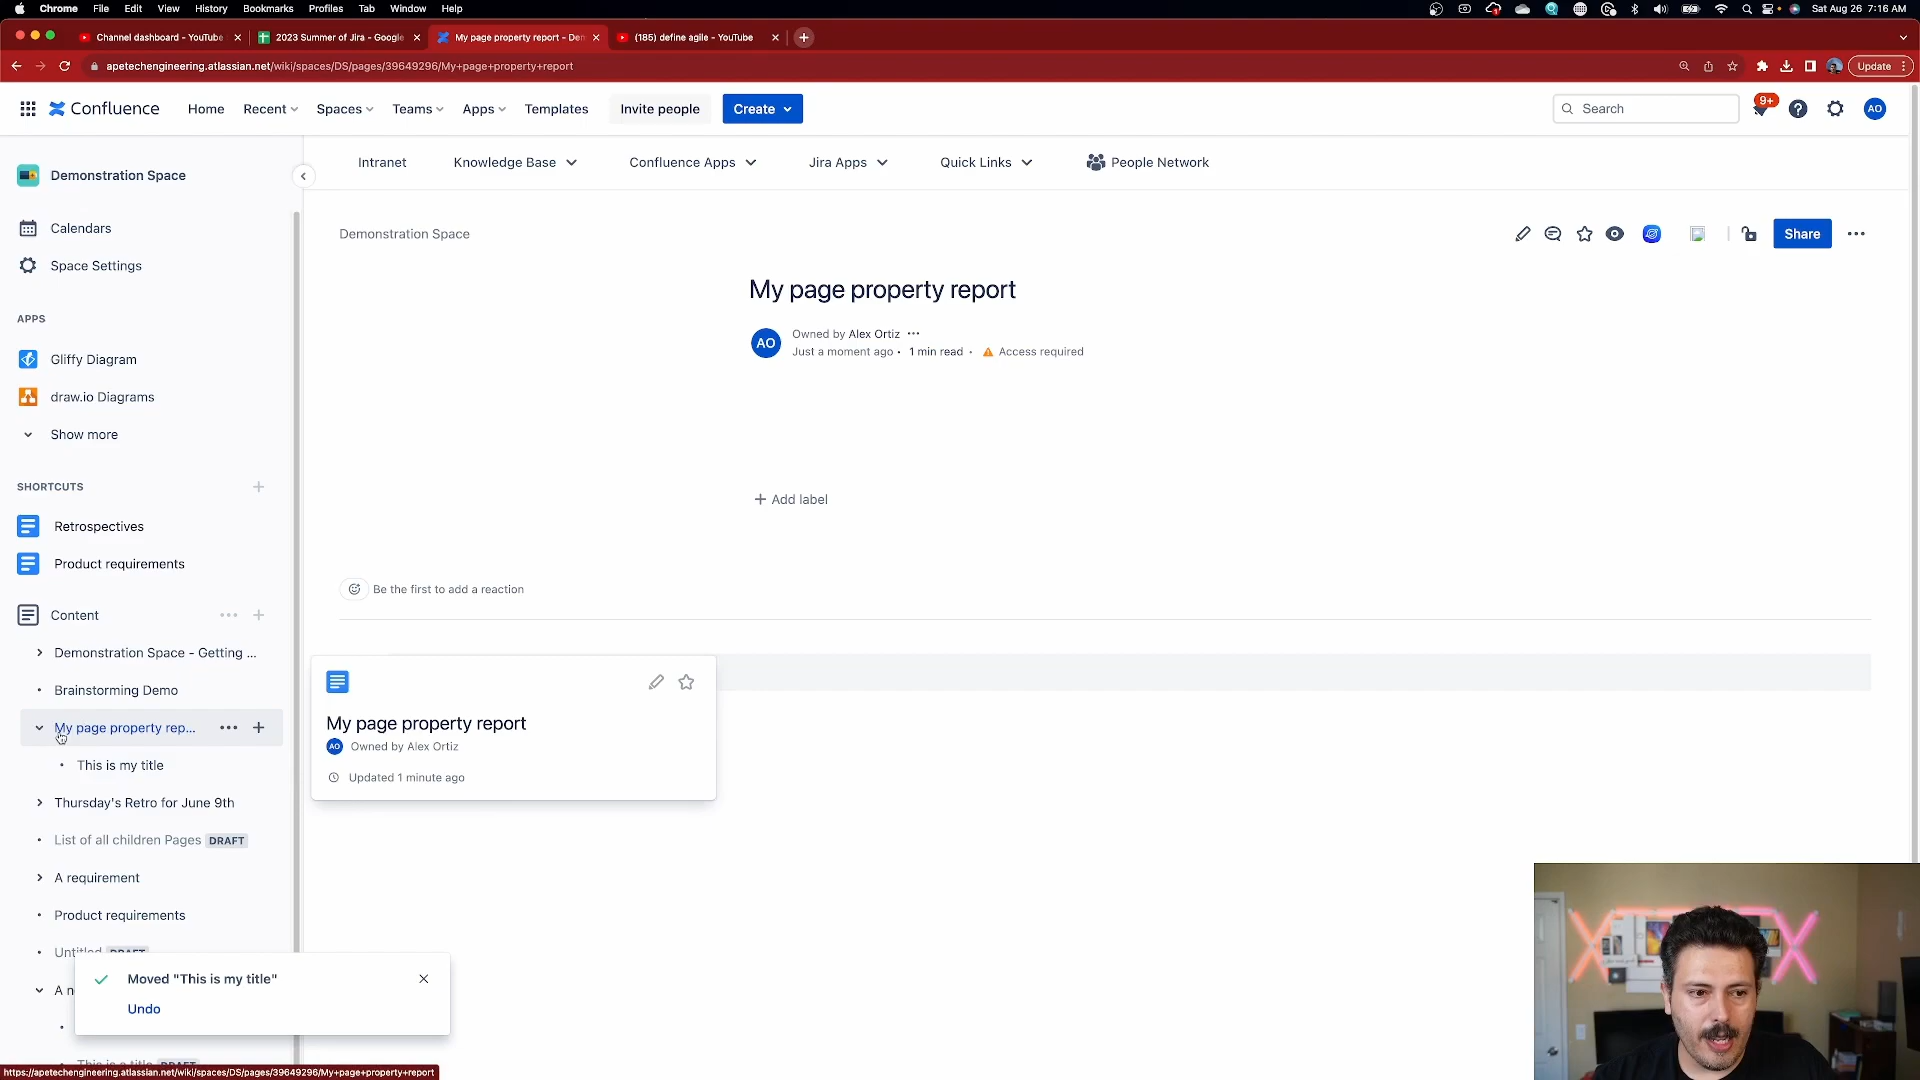 Chrome File Edit View History Bookmarks Profiles Tab Window Help Sat Aug 26 7:16 AM
Channel dashboard - YouTube 2023 Summer of Jira - Google My page property report - Den (185) define agile - YouTube
apetechengineering.atlassian.net/wiki/spaces/DS/pages/39649296/My+page+property+report Update
Confluence Home Recent Spaces Teams Apps Templates Invite people Create Search 9+ AO
Intranet Knowledge Base Confluence Apps Jira Apps Quick Links People Network
Demonstration Space
Calendars
Space Settings
APPS
Gliffy Diagram
draw.io Diagrams
Show more
SHORTCUTS
Retrospectives
Product requirements
Content
Demonstration Space - Getting ...
Brainstorming Demo
My page property rep...
This is my title
Thursday's Retro for June 9th
List of all children Pages DRAFT
A requirement
Product requirements
Untitled DRAFT
A n
This is a title DRAFT
Demonstration Space
Share
My page property report
AO
Owned by Alex Ortiz
Just a moment ago • 1 min read • Access required
Add label
Be the first to add a reaction
My page property report
AO Owned by Alex Ortiz
Updated 1 minute ago
Moved "This is my title"
Undo
https://apetechengineering.atlassian.net/wiki/spaces/DS/pages/39649296/My+page+property+report